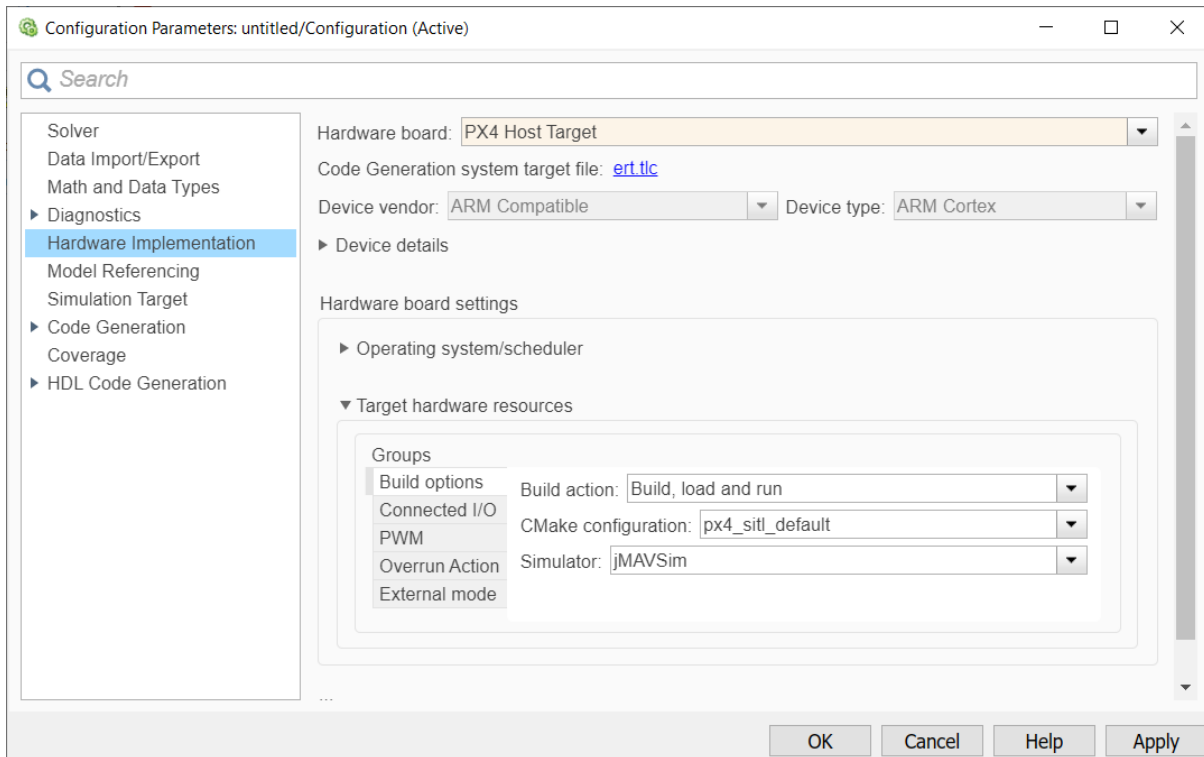 Configuration Parameters: untitled/Configuration (Active)
Search
Solver
Data Import/Export
Math and Data Types
Diagnostics
Hardware Implementation
Model Referencing
Simulation Target
Code Generation
Coverage
HDL Code Generation
Hardware board: PX4 Host Target
Code Generation system target file: ert.tlc
Device vendor: ARM Compatible Device type: ARM Cortex
Device details
Hardware board settings
Operating system/scheduler
Target hardware resources
Groups
Build options
Connected I/O
PWM
Overrun Action
External mode
Build action: Build, load and run
CMake configuration: px4_sitl_default
Simulator: jMAVSim
...
OK Cancel Help Apply